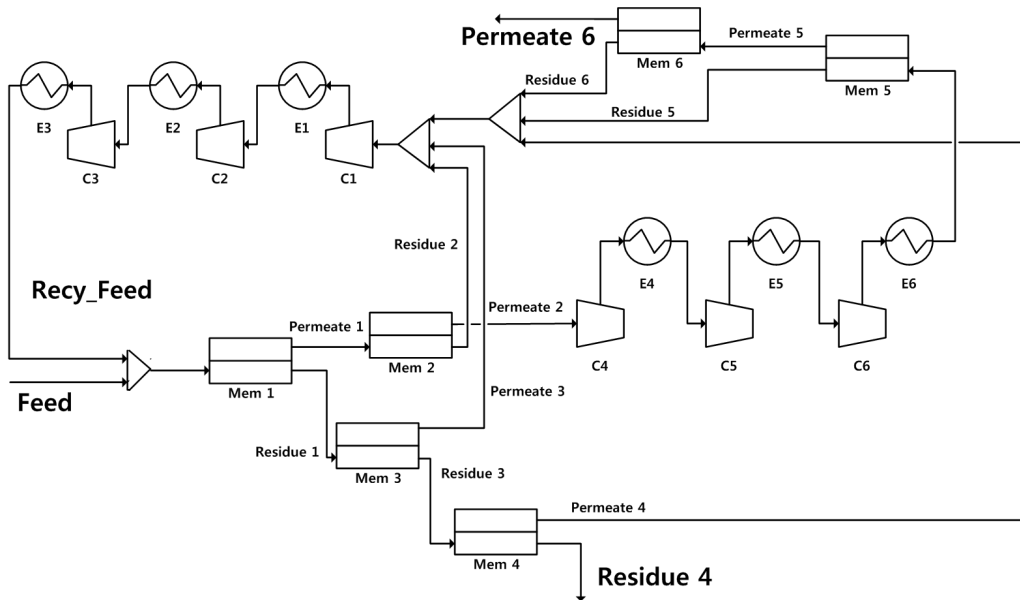 Permeate 6
Mem 6
Permeate 5
Mem 5
Residue 6
Residue 5
E3
E2
E1
C3
C2
C1
Residue 2
Recy_Feed
E4
E5
E6
Permeate 2
Permeate 1
C4
C5
C6
Mem 2
Mem 1
Permeate 3
Feed
Residue 1
Mem 3
Residue 3
Permeate 4
Mem 4
Residue 4